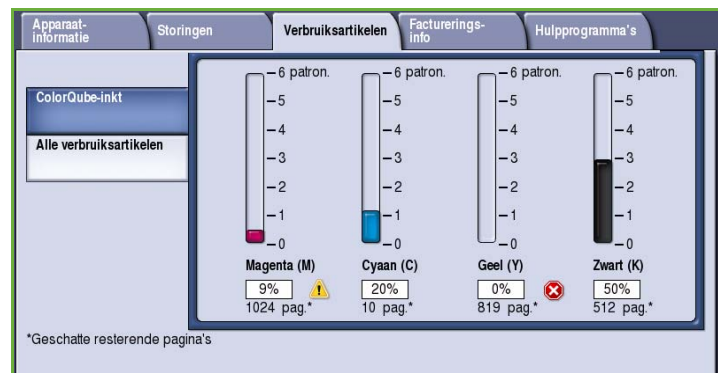 Apparaat-
informatie
Storingen
Verbruiksartikelen
Facturerings-
info
Hulpprogramma's
ColorQube-inkt
Alle verbruiksartikelen
6 patron.
5
4
3
2
1
0
Magenta (M)
9%
1024 pag.*
6 patron.
5
4
3
2
1
0
Cyaan (C)
20%
10 pag.*
6 patron.
5
4
3
2
1
0
Geel (Y)
0%
819 pag.*
6 patron.
5
4
3
2
1
0
Zwart (K)
50%
512 pag.*
*Geschatte resterende pagina's